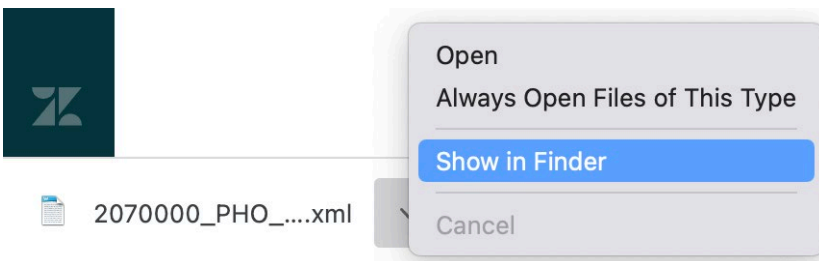 Open
Always Open Files of This Type
Show in Finder
2070000_PHO_....xml
Cancel